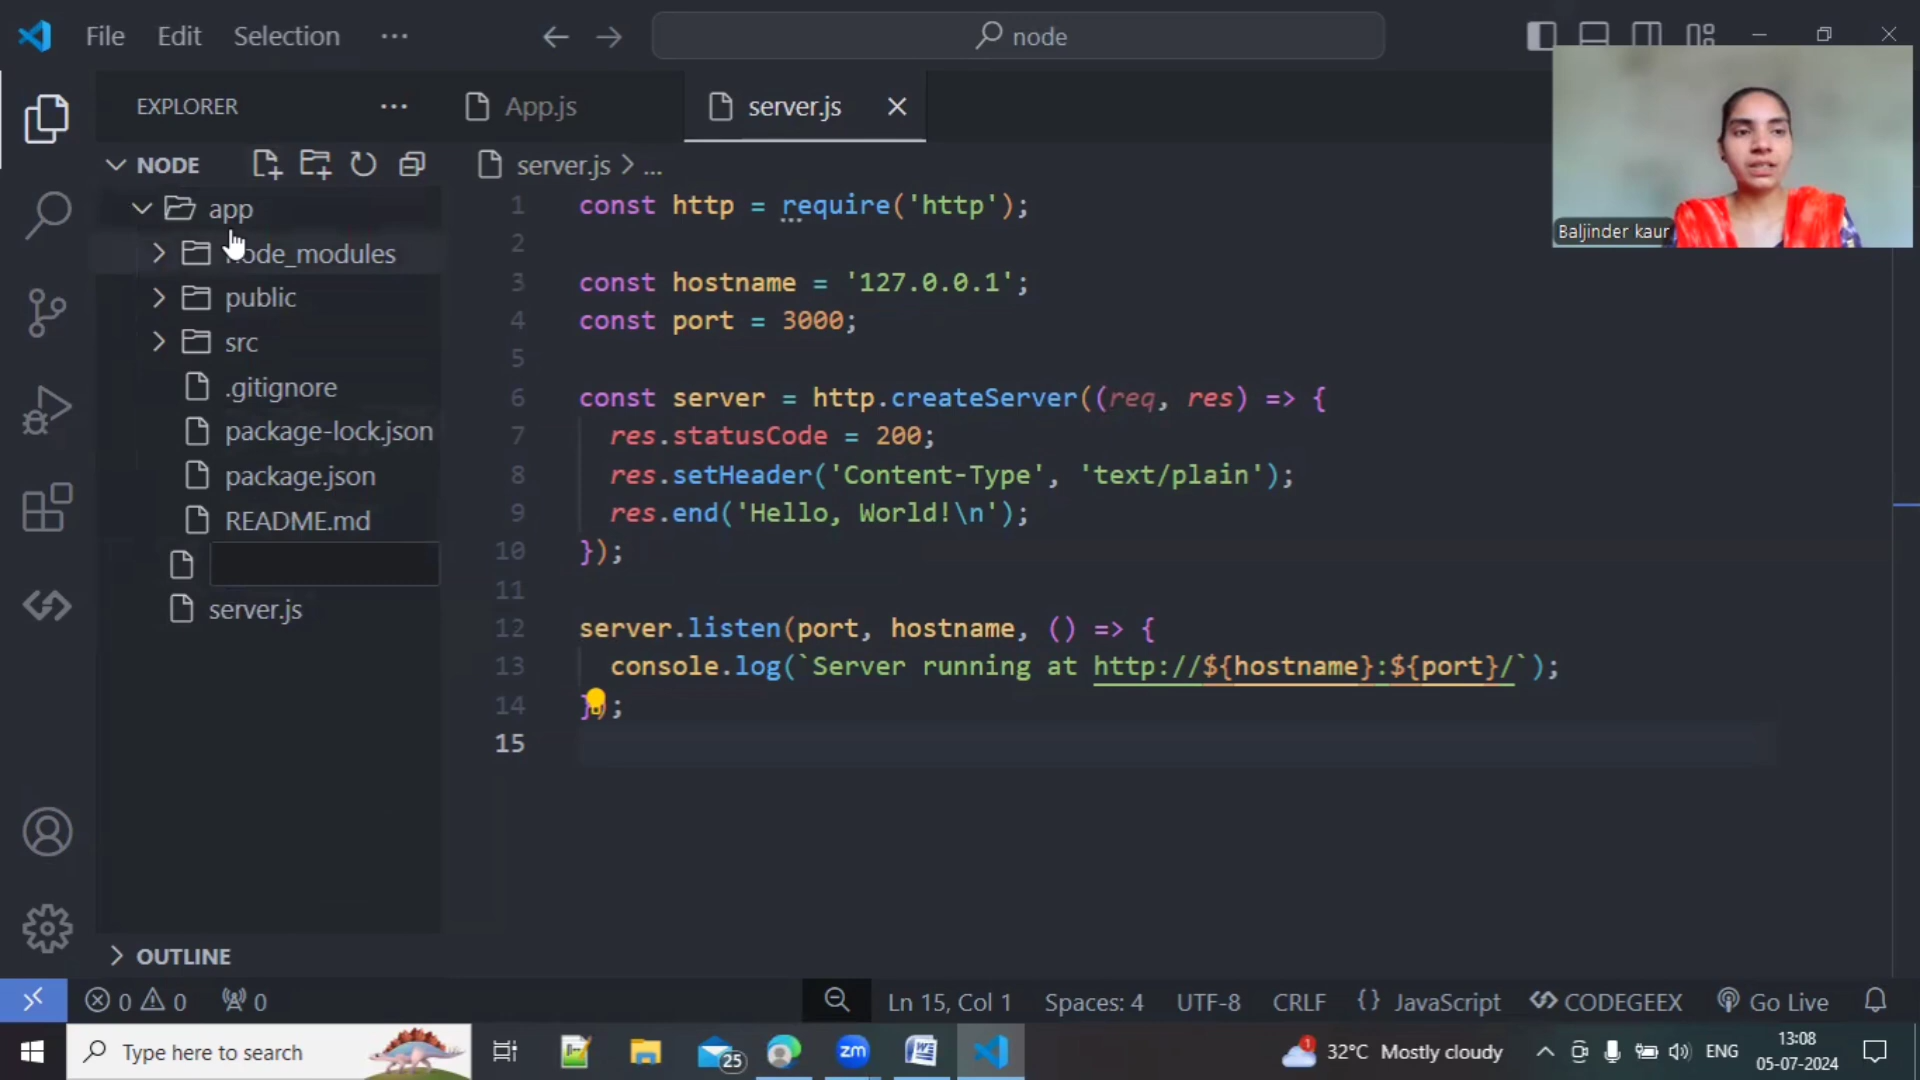 File Edit Selection ···
node
EXPLORER ···
App.js
server.js
NODE
server.js > ...
app
node_modules
public
src
.gitignore
package-lock.json
package.json
README.md
server.js
1 const http = require('http');
2
3 const hostname = '127.0.0.1';
4 const port = 3000;
5
6 const server = http.createServer((req, res) => {
7 res.statusCode = 200;
8 res.setHeader('Content-Type', 'text/plain');
9 res.end('Hello, World!\n');
10 });
11
12 server.listen(port, hostname, () => {
13 console.log(`Server running at http://${hostname}:${port}/`);
14 });
15
Baljinder kaur
OUTLINE
0 0 0
Ln 15, Col 1 Spaces: 4 UTF-8 CRLF {} JavaScript CODEGEEX Go Live
Type here to search
25
zm
1
32°C Mostly cloudy
ENG
13:08
05-07-2024